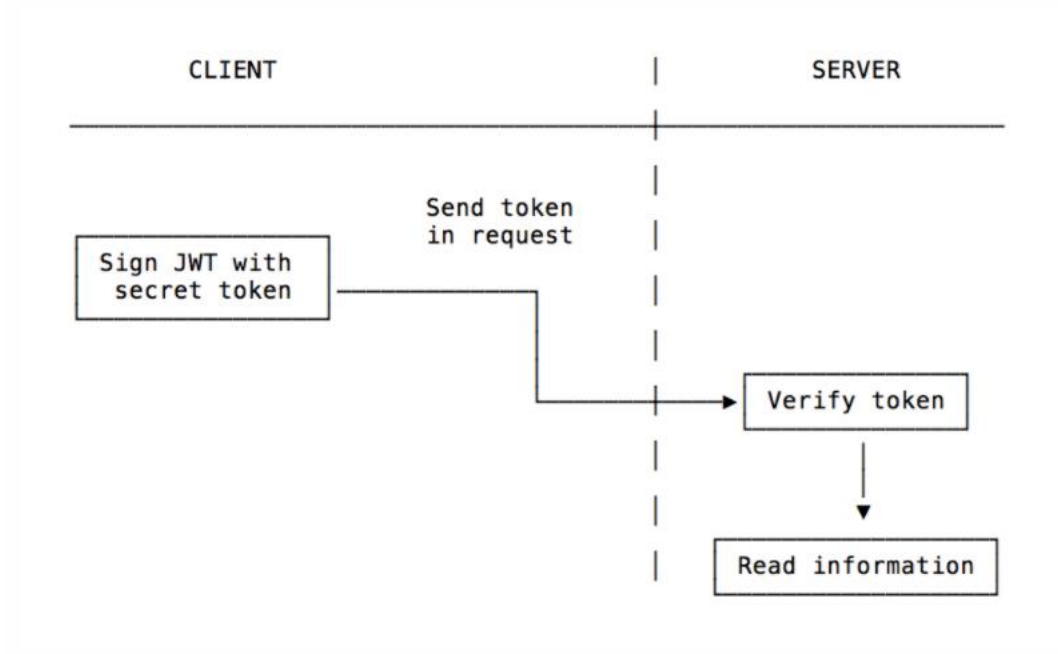 CLIENT
SERVER
Send token
in request
Sign JWT with
secret token
Verify token
Read information